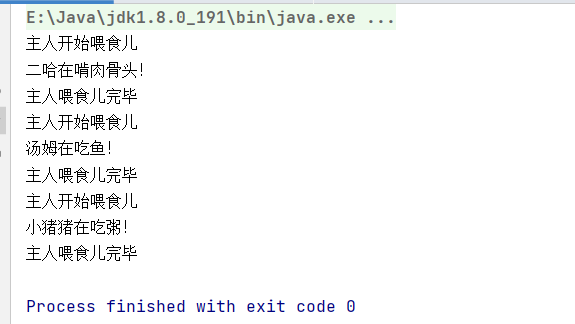 E:\Java\jdk1.8.0_191\bin\java.exe ...
主人开始喂食儿
二哈在啃肉骨头!
主人喂食儿完毕
主人开始喂食儿
汤姆在吃鱼!
主人喂食儿完毕
主人开始喂食儿
小猪猪在吃粥!
主人喂食儿完毕
Process finished with exit code 0